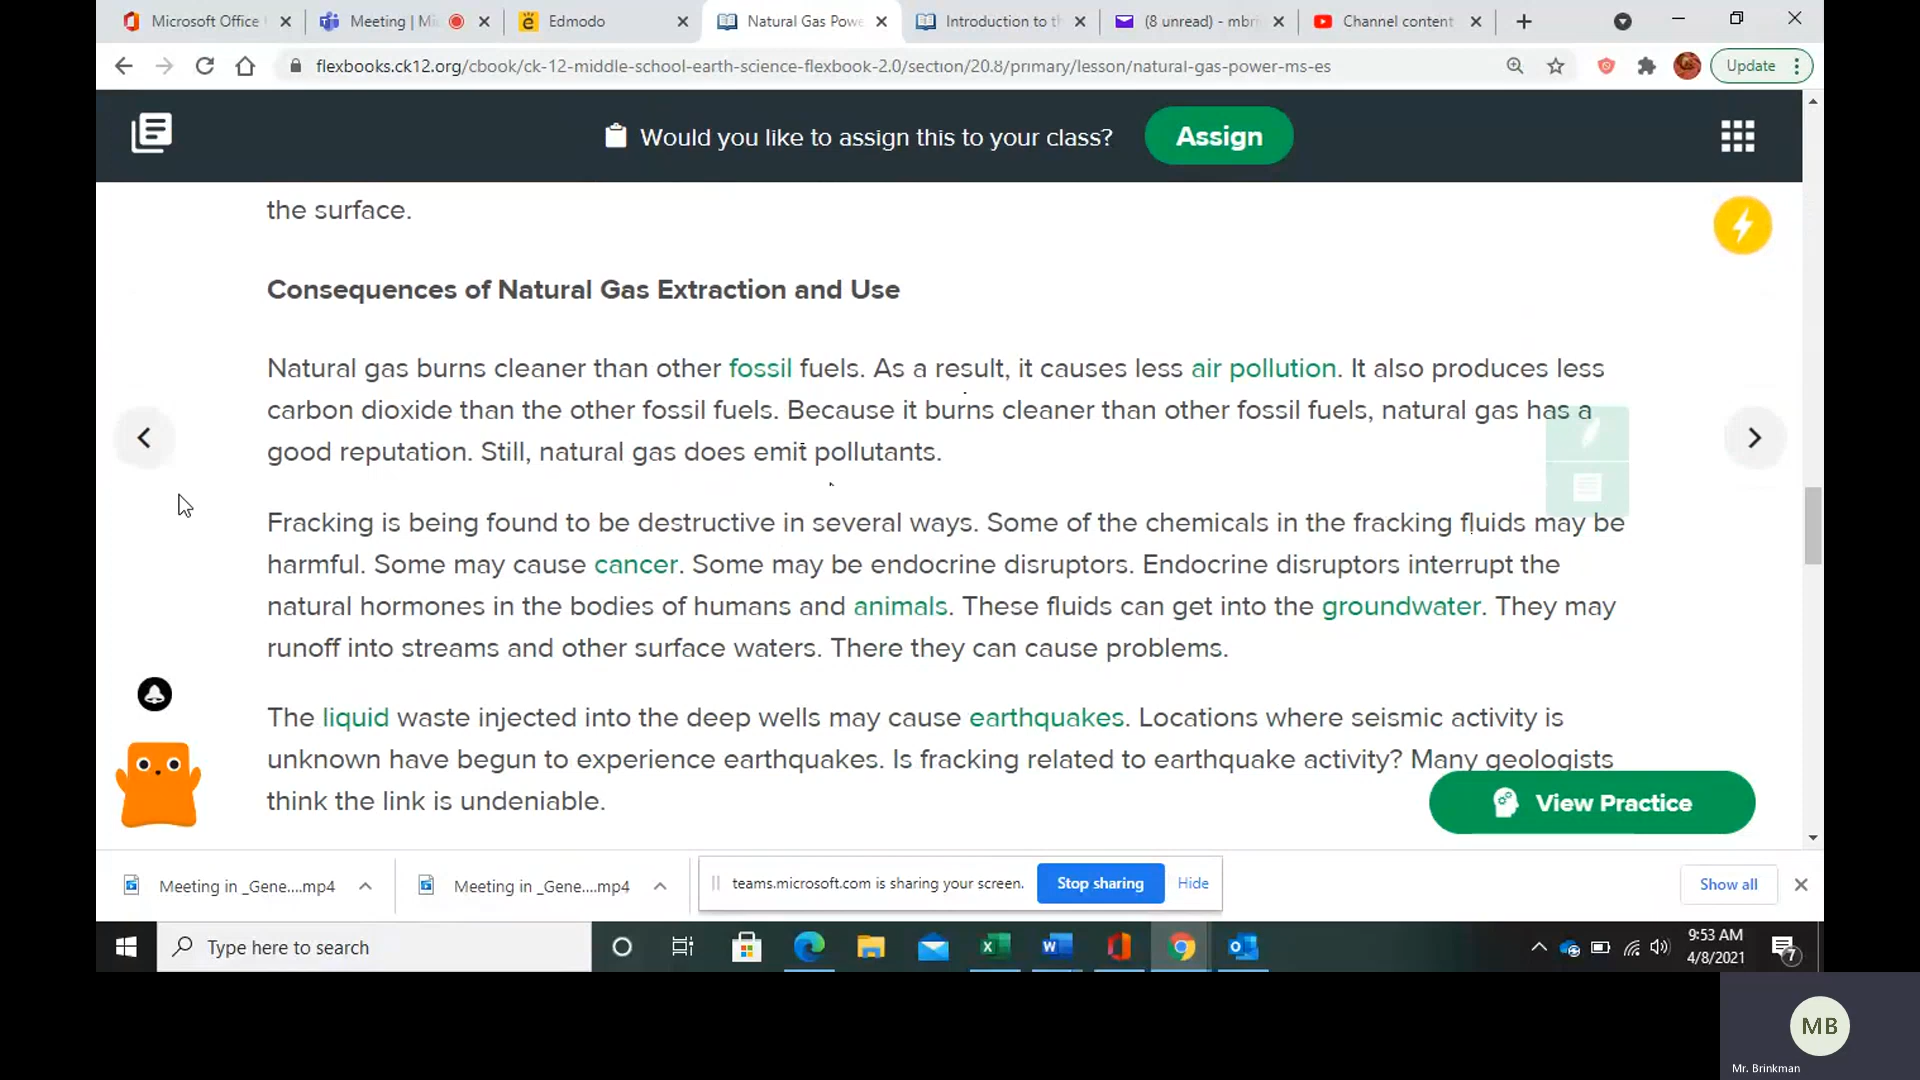 Microsoft Office
Meeting | Mi
Edmodo
Natural Gas Powe
Introduction to th
(8 unread) - mbri
Channel content
flexbooks.ck12.org/cbook/ck-12-middle-school-earth-science-flexbook-2.0/section/20.8/primary/lesson/natural-gas-power-ms-es
Update
Would you like to assign this to your class?
Assign
the surface.
Consequences of Natural Gas Extraction and Use
Natural gas burns cleaner than other fossil fuels. As a result, it causes less air pollution. It also produces less
carbon dioxide than the other fossil fuels. Because it burns cleaner than other fossil fuels, natural gas has a
good reputation. Still, natural gas does emit pollutants.
Fracking is being found to be destructive in several ways. Some of the chemicals in the fracking fluids may be
harmful. Some may cause cancer. Some may be endocrine disruptors. Endocrine disruptors interrupt the
natural hormones in the bodies of humans and animals. These fluids can get into the groundwater. They may
runoff into streams and other surface waters. There they can cause problems.
The liquid waste injected into the deep wells may cause earthquakes. Locations where seismic activity is
unknown have begun to experience earthquakes. Is fracking related to earthquake activity? Many geologists
think the link is undeniable.
View Practice
Meeting in _Gene....mp4
Meeting in _Gene....mp4
teams.microsoft.com is sharing your screen.
Stop sharing
Hide
Show all
Type here to search
9:53 AM
4/8/2021
7
MB
Mr. Brinkman